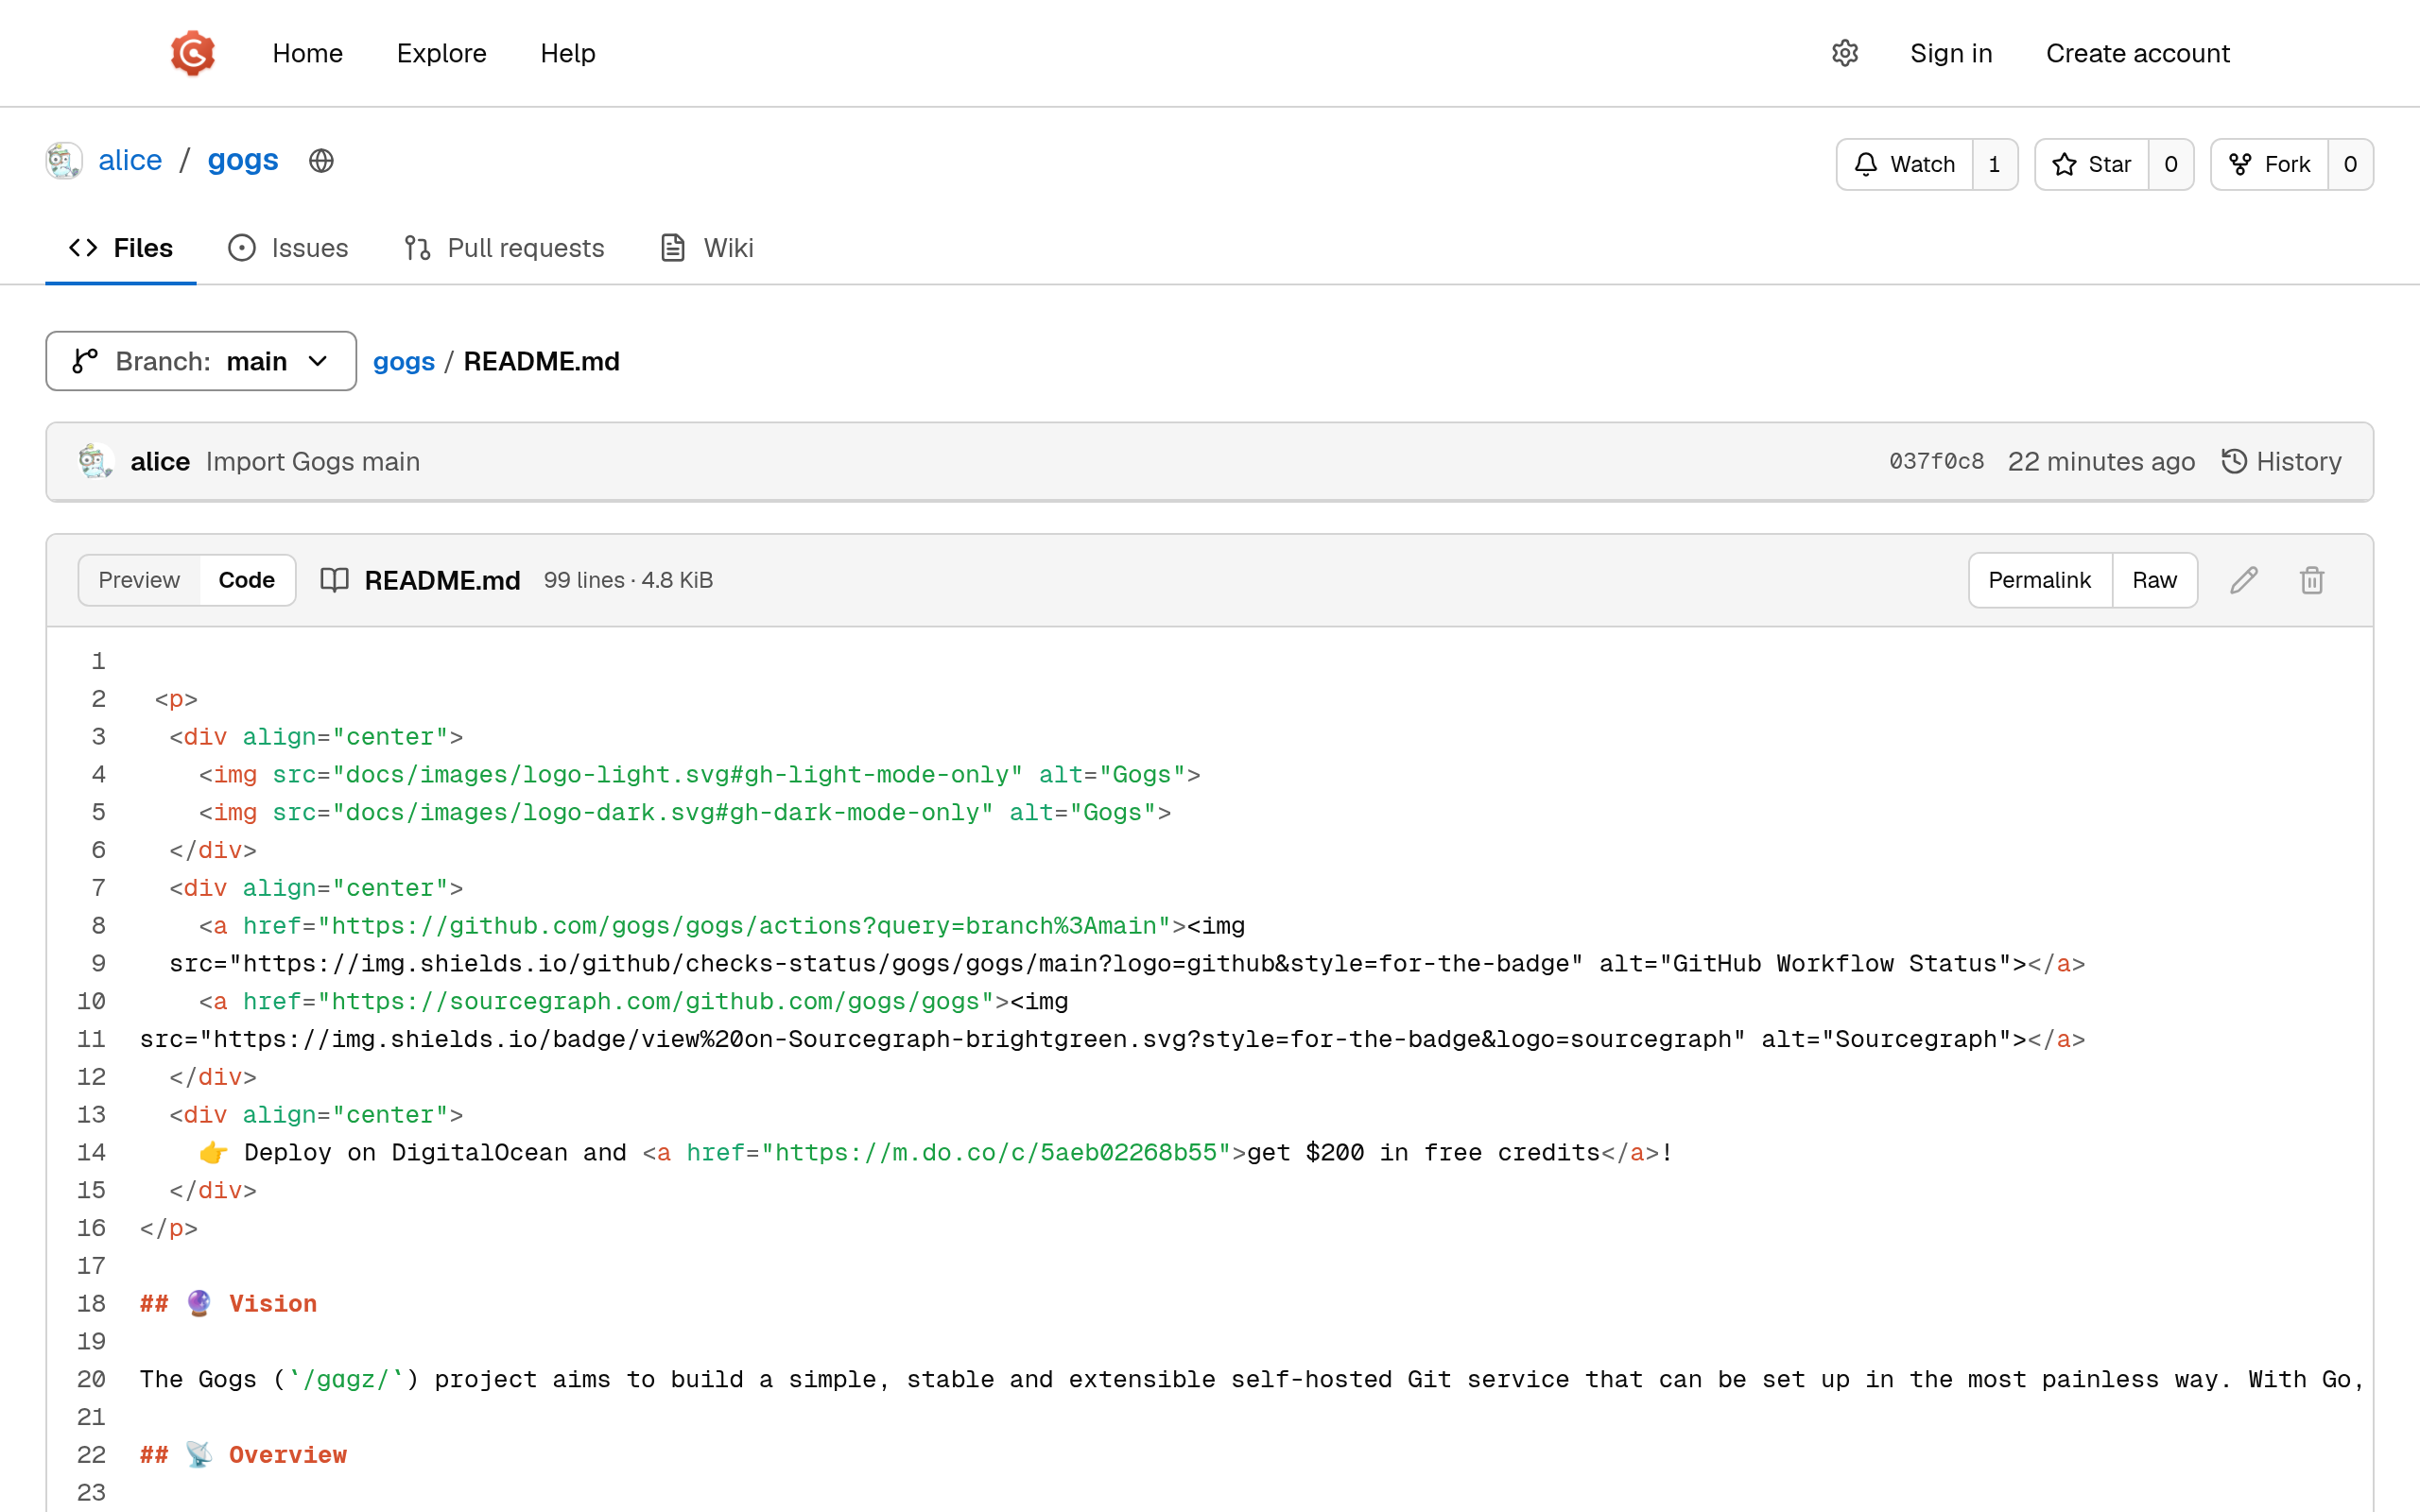 Home Explore Help Sign in Create account
alice / gogs Watch 1 Star 0 Fork 0
Files Issues Pull requests Wiki
Branch: main gogs / README.md
alice Import Gogs main 037f0c8 22 minutes ago History
Preview Code README.md 99 lines · 4.8 KiB Permalink Raw
1
2 <p>
3 <div align="center">
4 <img src="docs/images/logo-light.svg#gh-light-mode-only" alt="Gogs">
5 <img src="docs/images/logo-dark.svg#gh-dark-mode-only" alt="Gogs">
6 </div>
7 <div align="center">
8 <a href="https://github.com/gogs/gogs/actions?query=branch%3Amain"><img
9 src="https://img.shields.io/github/checks-status/gogs/gogs/main?logo=github&style=for-the-badge" alt="GitHub Workflow Status"></a>
10 <a href="https://sourcegraph.com/github.com/gogs/gogs"><img
11 src="https://img.shields.io/badge/view%20on-Sourcegraph-brightgreen.svg?style=for-the-badge&logo=sourcegraph" alt="Sourcegraph"></a>
12 </div>
13 <div align="center">
14 👉 Deploy on DigitalOcean and <a href="https://m.do.co/c/5aeb02268b55">get $200 in free credits</a>!
15 </div>
16 </p>
17
18 ## 🔮 Vision
19
20 The Gogs (`/gɑgz/`) project aims to build a simple, stable and extensible self-hosted Git service that can be set up in the most painless way. With Go,
21
22 ## 📡 Overview
23